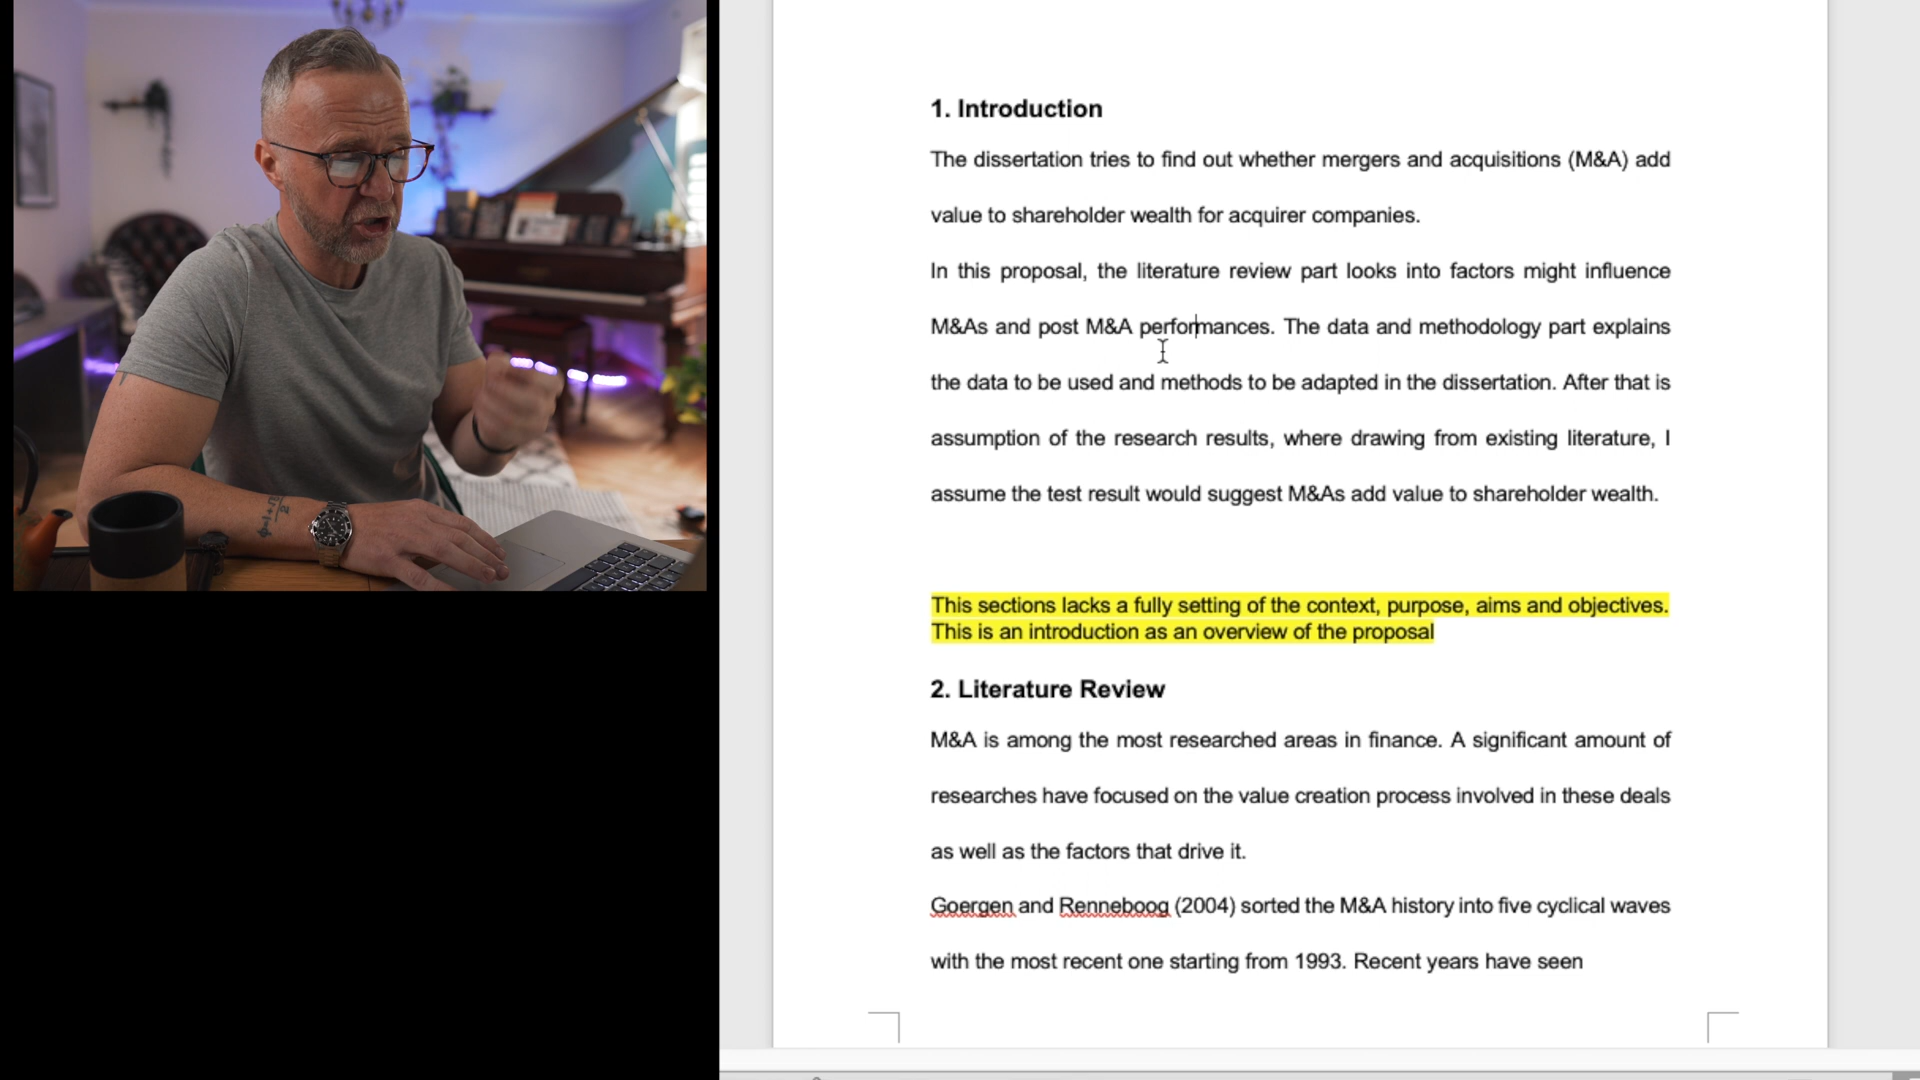 1. Introduction
The dissertation tries to find out whether mergers and acquisitions (M&A) add
value to shareholder wealth for acquirer companies.
In this proposal, the literature review part looks into factors might influence
M&As and post M&A performances. The data and methodology part explains
the data to be used and methods to be adapted in the dissertation. After that is
assumption of the research results, where drawing from existing literature, I
assume the test result would suggest M&As add value to shareholder wealth.
This sections lacks a fully setting of the context, purpose, aims and objectives.
This is an introduction as an overview of the proposal
2. Literature Review
M&A is among the most researched areas in finance. A significant amount of
researches have focused on the value creation process involved in these deals
as well as the factors that drive it.
Goergen and Renneboog (2004) sorted the M&A history into five cyclical waves
with the most recent one starting from 1993. Recent years have seen